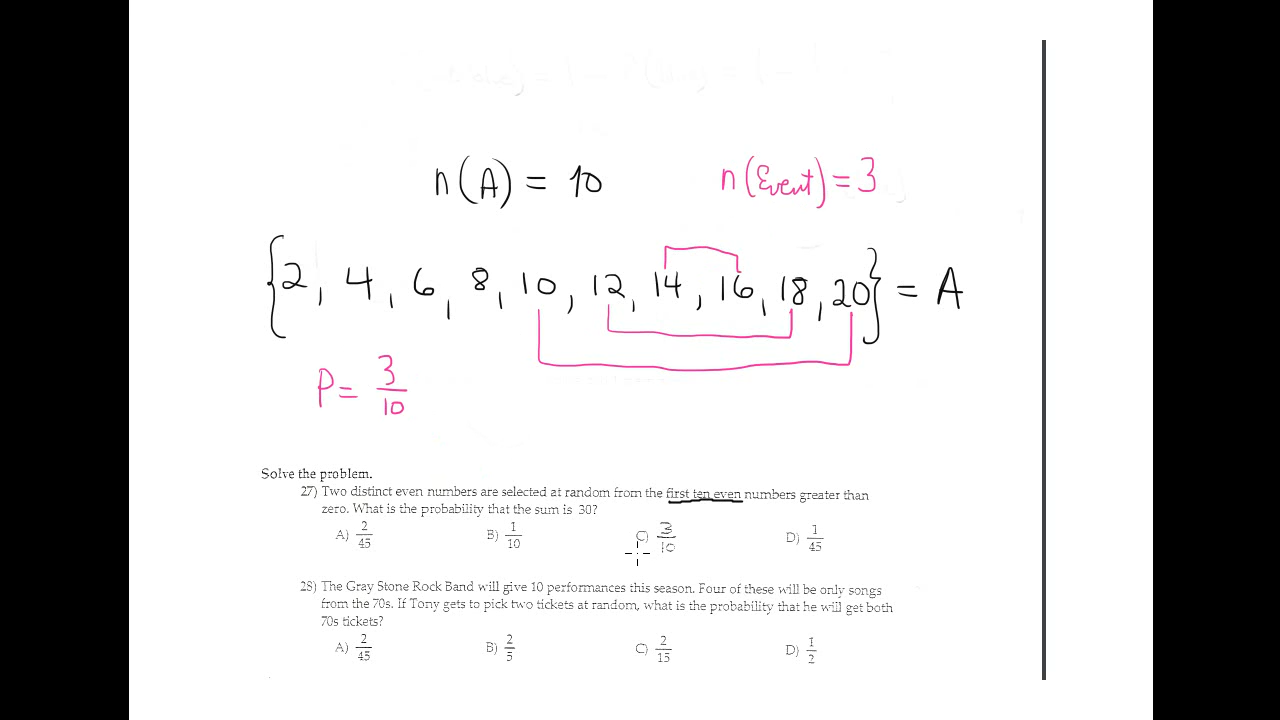 n(A) = 10
n(Event) = 3
{2, 4, 6, 8, 10, 12, 14, 16, 18, 20} = A
P = 3/10
Solve the problem.
27) Two distinct even numbers are selected at random from the first ten even numbers greater than
zero. What is the probability that the sum is 30?
A) 2/45 B) 1/10 C) 3/10 D) 1/45
28) The Gray Stone Rock Band will give 10 performances this season. Four of these will be only songs
from the 70s. If Tony gets to pick two tickets at random, what is the probability that he will get both
70s tickets?
A) 2/45 B) 2/5 C) 2/15 D) 1/2